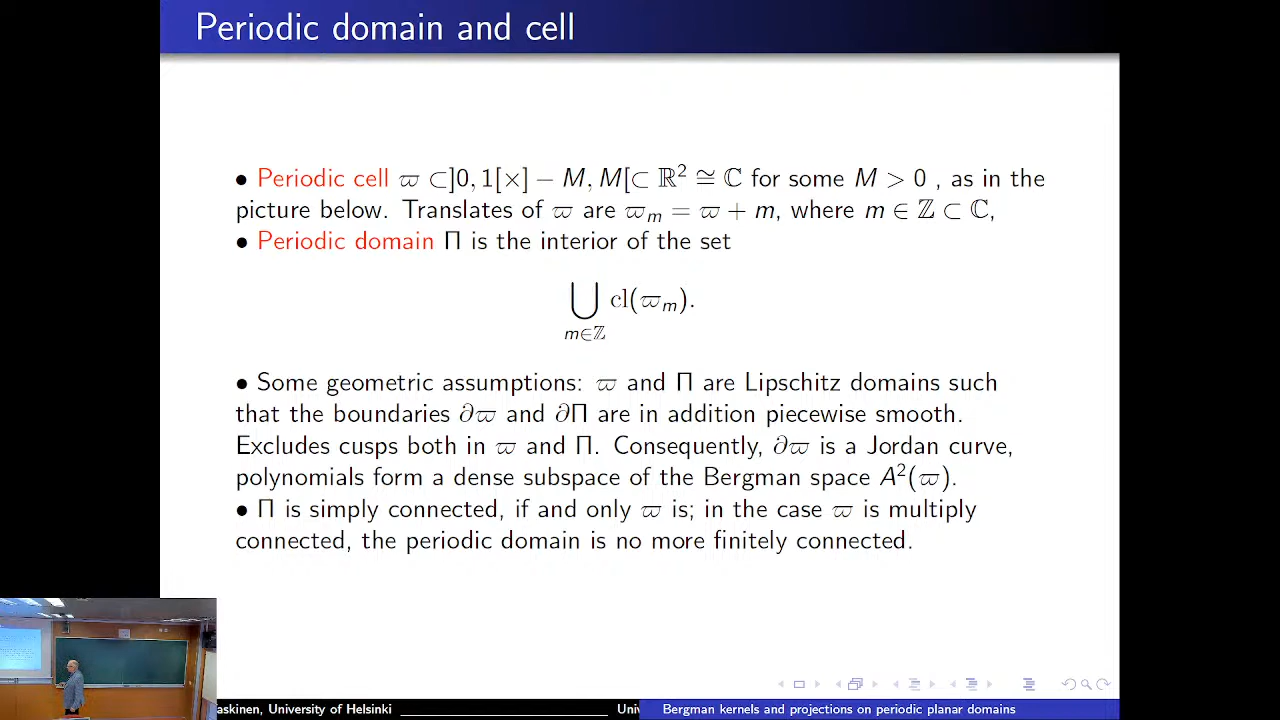 Periodic domain and cell
• Periodic cell ϖ ⊂]0, 1[×] − M, M[⊂ ℝ² ≅ ℂ for some M > 0 , as in the
picture below. Translates of ϖ are ϖₘ = ϖ + m, where m ∈ ℤ ⊂ ℂ,
• Periodic domain Π is the interior of the set
⋃ cl(ϖₘ).
m∈ℤ
• Some geometric assumptions: ϖ and Π are Lipschitz domains such
that the boundaries ∂ϖ and ∂Π are in addition piecewise smooth.
Excludes cusps both in ϖ and Π. Consequently, ∂ϖ is a Jordan curve,
polynomials form a dense subspace of the Bergman space A²(ϖ).
• Π is simply connected, if and only ϖ is; in the case ϖ is multiply
connected, the periodic domain is no more finitely connected.
askinen, University of Helsinki
Univ
Bergman kernels and projections on periodic planar domains